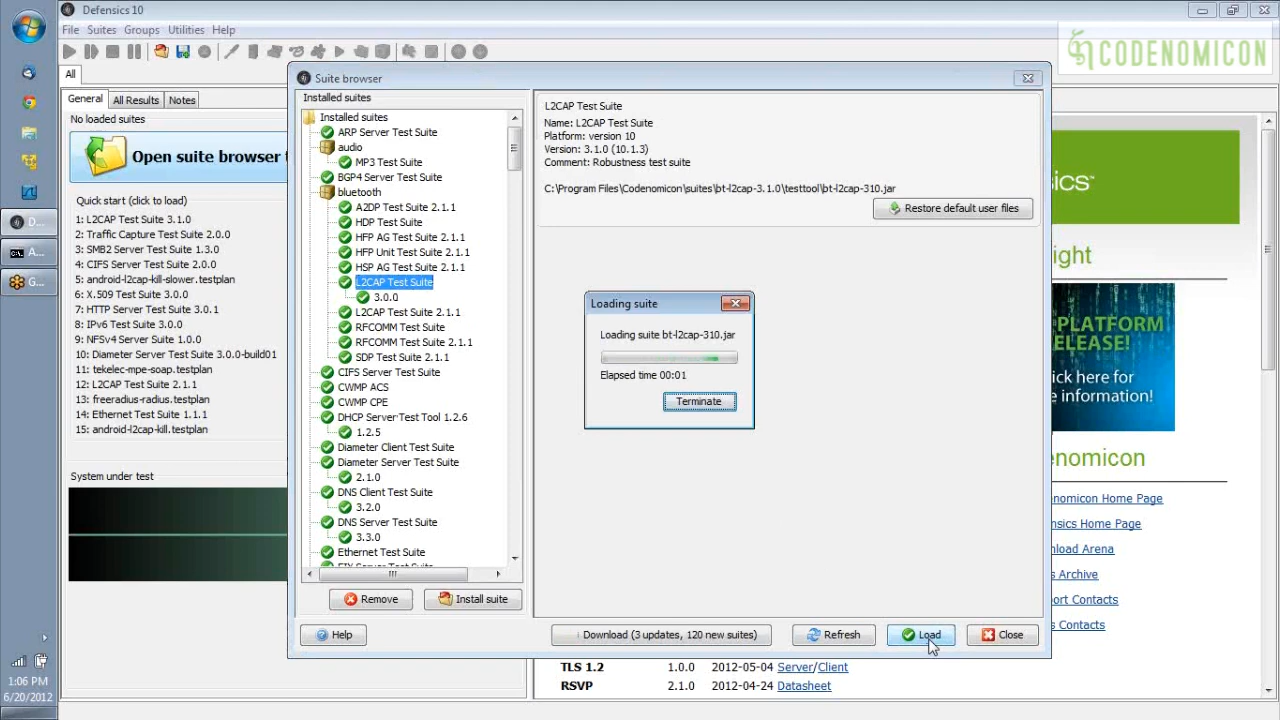 Defensics 10
File Suites Groups Utilities Help
CODENOMICON
All
General All Results Notes
No loaded suites
Open suite browser t
Quick start (click to load)
1: L2CAP Test Suite 3.1.0
2: Traffic Capture Test Suite 2.0.0
3: SMB2 Server Test Suite 1.3.0
4: CIFS Server Test Suite 2.0.0
5: android-l2cap-kill-slower.testplan
6: X.509 Test Suite 3.0.0
7: HTTP Server Test Suite 3.0.1
8: IPv6 Test Suite 3.0.0
9: NFSv4 Server Suite 1.0.0
10: Diameter Server Test Suite 3.0.0-build01
11: tekelec-mpe-soap.testplan
12: L2CAP Test Suite 2.1.1
13: freeradius-radius.testplan
14: Ethernet Test Suite 1.1.1
15: android-l2cap-kill.testplan
System under test
D...
A...
G...
1:06 PM
6/20/2012
Suite browser
Installed suites
Installed suites
ARP Server Test Suite
audio
MP3 Test Suite
BGP4 Server Test Suite
bluetooth
A2DP Test Suite 2.1.1
HDP Test Suite
HFP AG Test Suite 2.1.1
HFP Unit Test Suite 2.1.1
HSP AG Test Suite 2.1.1
L2CAP Test Suite
3.0.0
L2CAP Test Suite 2.1.1
RFCOMM Test Suite
RFCOMM Test Suite 2.1.1
SDP Test Suite 2.1.1
CIFS Server Test Suite
CWMP ACS
CWMP CPE
DHCP Server Test Tool 1.2.6
1.2.5
Diameter Client Test Suite
Diameter Server Test Suite
2.1.0
DNS Client Test Suite
3.2.0
DNS Server Test Suite
3.3.0
Ethernet Test Suite
Remove Install suite
L2CAP Test Suite
Name: L2CAP Test Suite
Platform: version 10
Version: 3.1.0 (10.1.3)
Comment: Robustness test suite
C:\Program Files\Codenomicon\suites\bt-l2cap-3.1.0\testtool\bt-l2cap-310.jar
Restore default user files
Loading suite
Loading suite bt-l2cap-310.jar
Elapsed time 00:01
Terminate
Help Download (3 updates, 120 new suites) Refresh Load Close
sics
ight
PLATFORM
ELEASE!
ick here for
e information!
enomicon
enomicon Home Page
nsics Home Page
nload Arena
s Archive
port Contacts
s Contacts
TLS 1.2 1.0.0 2012-05-04 Server/Client
RSVP 2.1.0 2012-04-24 Datasheet